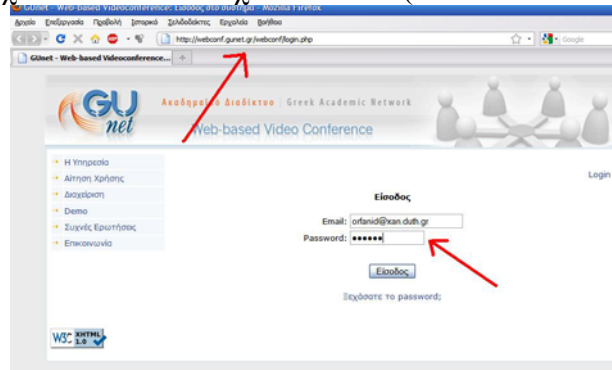 GUnet - Web-based Videoconference: Είσοδος στο σύστημα - Mozilla Firefox
Αρχείο Επεξεργασία Προβολή Ιστορικό Σελιδοδείκτες Εργαλεία Βοήθεια
http://webconf.gunet.gr/webconf/login.php
Google
GUnet - Web-based Videoconference...
GUnet
Ακαδημαϊκό Διαδίκτυο | Greek Academic Network
Web-based Video Conference
Η Υπηρεσία
Αίτηση Χρήσης
Διαχείριση
Demo
Συχνές Ερωτήσεις
Επικοινωνία
Login
Είσοδος
Email: orfanid@xan.duth.gr
Password: ●●●●●●
Είσοδος
Ξεχάσατε το password;
W3C XHTML 1.0